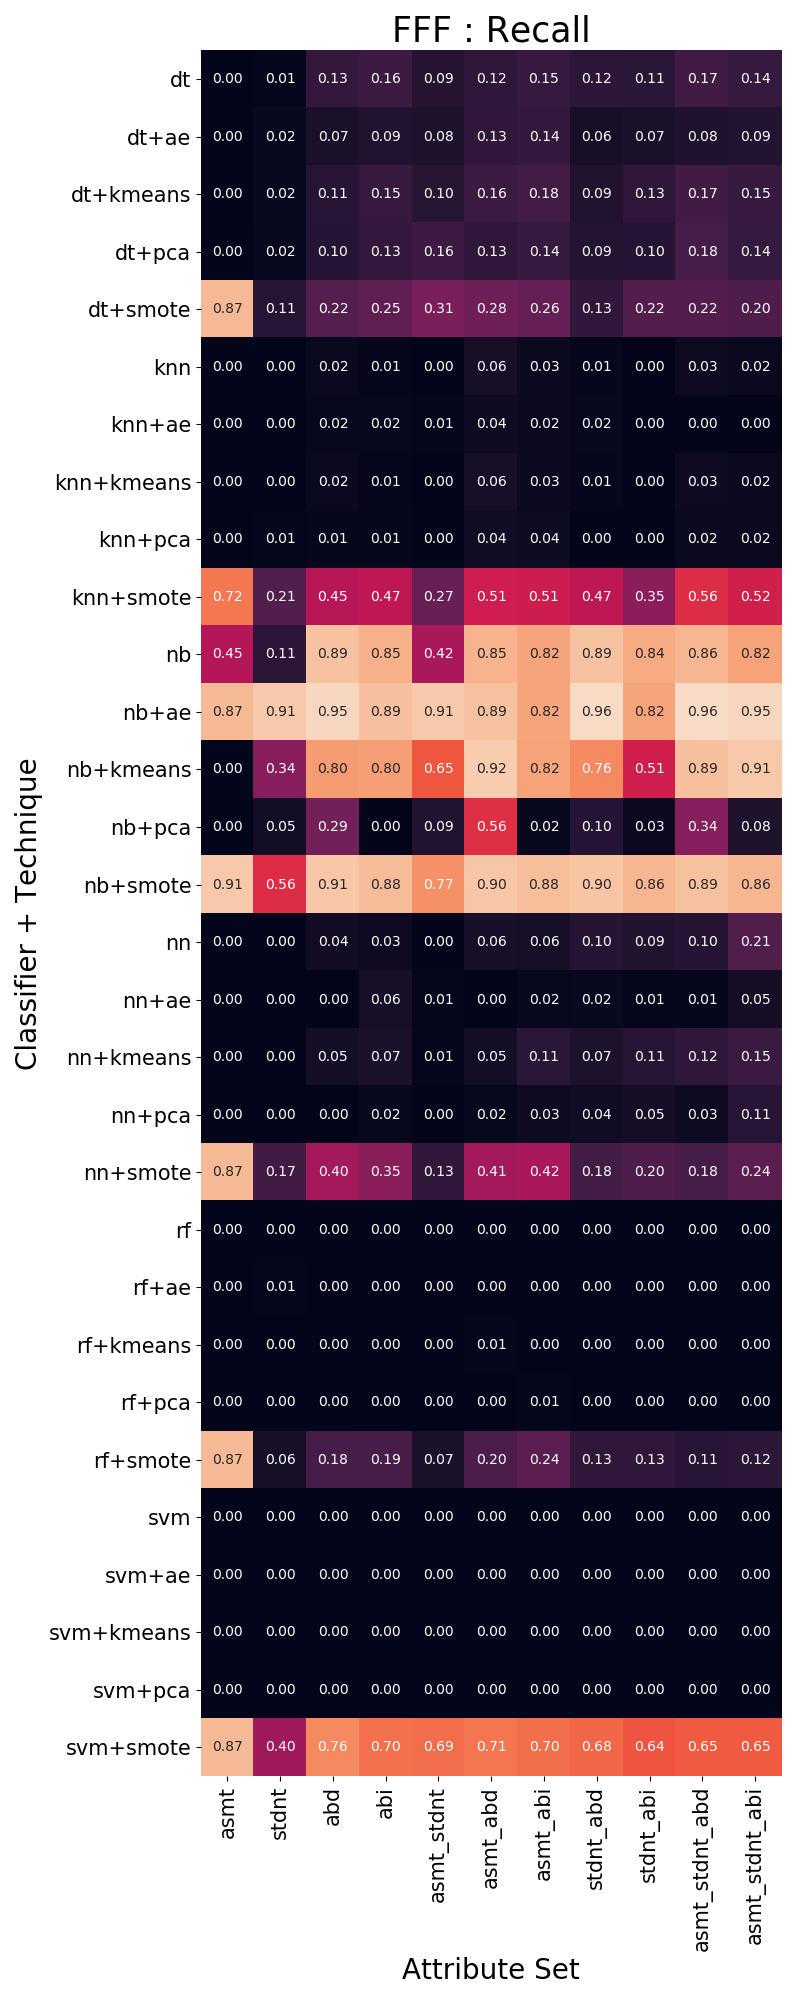 FFF : Recall
Classifier + Technique
dt 0.00 0.01 0.13 0.16 0.09 0.12 0.15 0.12 0.11 0.17 0.14
dt+ae 0.00 0.02 0.07 0.09 0.08 0.13 0.14 0.06 0.07 0.08 0.09
dt+kmeans 0.00 0.02 0.11 0.15 0.10 0.16 0.18 0.09 0.13 0.17 0.15
dt+pca 0.00 0.02 0.10 0.13 0.16 0.13 0.14 0.09 0.10 0.18 0.14
dt+smote 0.87 0.11 0.22 0.25 0.31 0.28 0.26 0.13 0.22 0.22 0.20
knn 0.00 0.00 0.02 0.01 0.00 0.06 0.03 0.01 0.00 0.03 0.02
knn+ae 0.00 0.00 0.02 0.02 0.01 0.04 0.02 0.02 0.00 0.00 0.00
knn+kmeans 0.00 0.00 0.02 0.01 0.00 0.06 0.03 0.01 0.00 0.03 0.02
knn+pca 0.00 0.01 0.01 0.01 0.00 0.04 0.04 0.00 0.00 0.02 0.02
knn+smote 0.72 0.21 0.45 0.47 0.27 0.51 0.51 0.47 0.35 0.56 0.52
nb 0.45 0.11 0.89 0.85 0.42 0.85 0.82 0.89 0.84 0.86 0.82
nb+ae 0.87 0.91 0.95 0.89 0.91 0.89 0.82 0.96 0.82 0.96 0.95
nb+kmeans 0.00 0.34 0.80 0.80 0.65 0.92 0.82 0.76 0.51 0.89 0.91
nb+pca 0.00 0.05 0.29 0.00 0.09 0.56 0.02 0.10 0.03 0.34 0.08
nb+smote 0.91 0.56 0.91 0.88 0.77 0.90 0.88 0.90 0.86 0.89 0.86
nn 0.00 0.00 0.04 0.03 0.00 0.06 0.06 0.10 0.09 0.10 0.21
nn+ae 0.00 0.00 0.00 0.06 0.01 0.00 0.02 0.02 0.01 0.01 0.05
nn+kmeans 0.00 0.00 0.05 0.07 0.01 0.05 0.11 0.07 0.11 0.12 0.15
nn+pca 0.00 0.00 0.00 0.02 0.00 0.02 0.03 0.04 0.05 0.03 0.11
nn+smote 0.87 0.17 0.40 0.35 0.13 0.41 0.42 0.18 0.20 0.18 0.24
rf 0.00 0.00 0.00 0.00 0.00 0.00 0.00 0.00 0.00 0.00 0.00
rf+ae 0.00 0.01 0.00 0.00 0.00 0.00 0.00 0.00 0.00 0.00 0.00
rf+kmeans 0.00 0.00 0.00 0.00 0.00 0.01 0.00 0.00 0.00 0.00 0.00
rf+pca 0.00 0.00 0.00 0.00 0.00 0.00 0.01 0.00 0.00 0.00 0.00
rf+smote 0.87 0.06 0.18 0.19 0.07 0.20 0.24 0.13 0.13 0.11 0.12
svm 0.00 0.00 0.00 0.00 0.00 0.00 0.00 0.00 0.00 0.00 0.00
svm+ae 0.00 0.00 0.00 0.00 0.00 0.00 0.00 0.00 0.00 0.00 0.00
svm+kmeans 0.00 0.00 0.00 0.00 0.00 0.00 0.00 0.00 0.00 0.00 0.00
svm+pca 0.00 0.00 0.00 0.00 0.00 0.00 0.00 0.00 0.00 0.00 0.00
svm+smote 0.87 0.40 0.76 0.70 0.69 0.71 0.70 0.68 0.64 0.65 0.65
asmt stdnt abd abi asmt_stdnt asmt_abd asmt_abi stdnt_abd stdnt_abi asmt_stdnt_abd asmt_stdnt_abi
Attribute Set